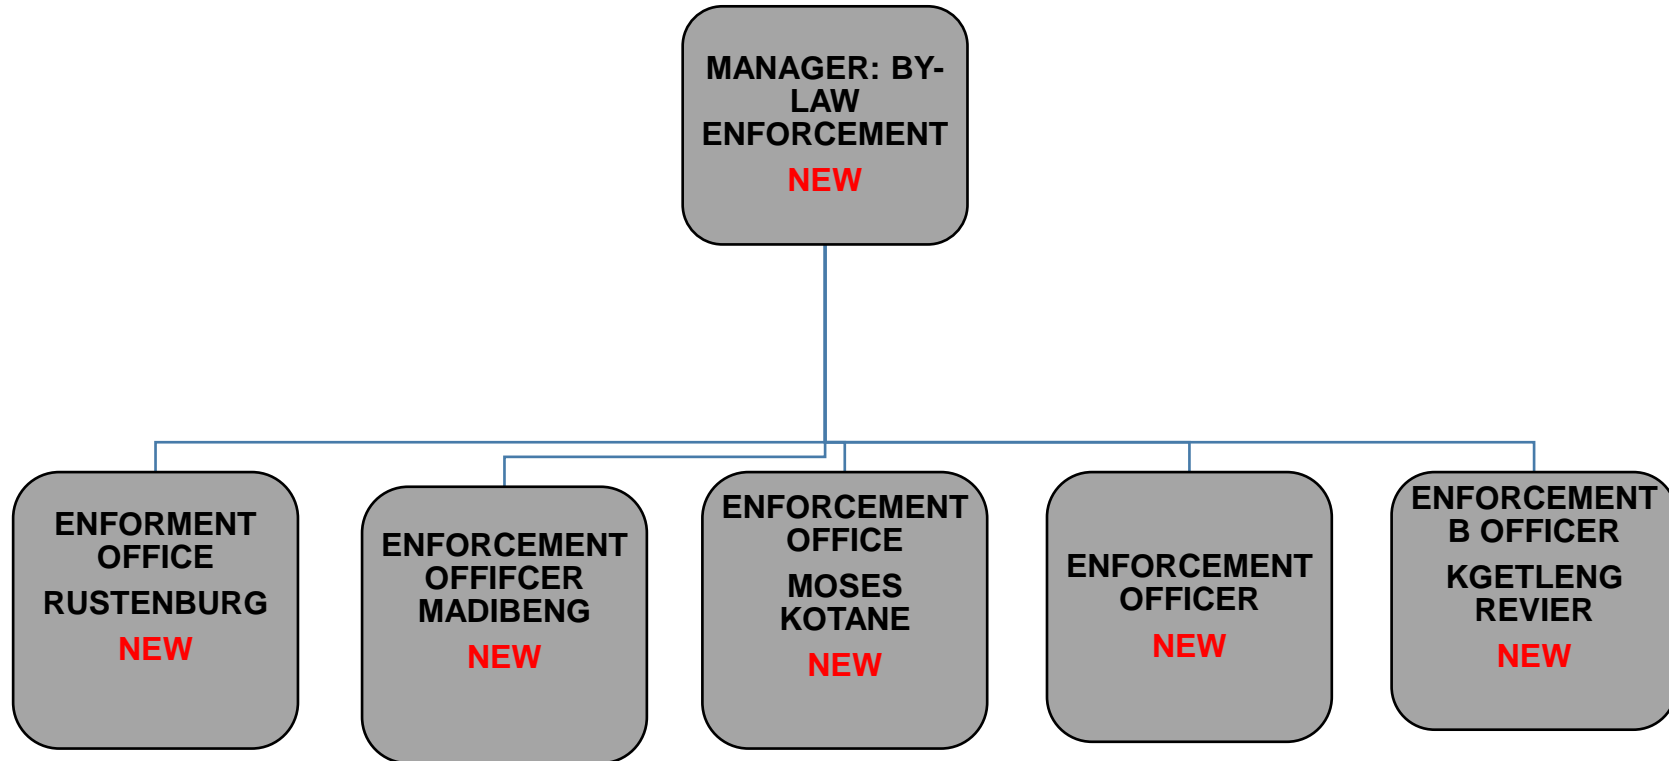 MANAGER: BY-
LAW
ENFORCEMENT
NEW
ENFORMENT
OFFICE
RUSTENBURG
NEW
ENFORCEMENT
OFFIFCER
MADIBENG
NEW
ENFORCEMENT
OFFICE
MOSES
KOTANE
NEW
ENFORCEMENT
OFFICER
NEW
ENFORCEMENT
B OFFICER
KGETLENG
REVIER
NEW